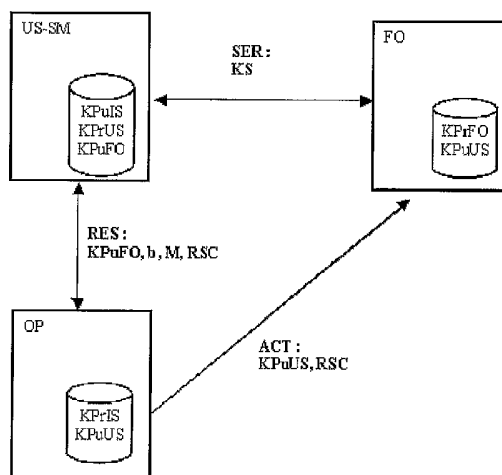 US-SM
KPuIS
KPrUS
KPuFO
SER :
KS
FO
KPrFO
KPuUS
RES :
KPuFO, b, M, RSC
OP
KPrIS
KPuUS
ACT :
KPuUS, RSC